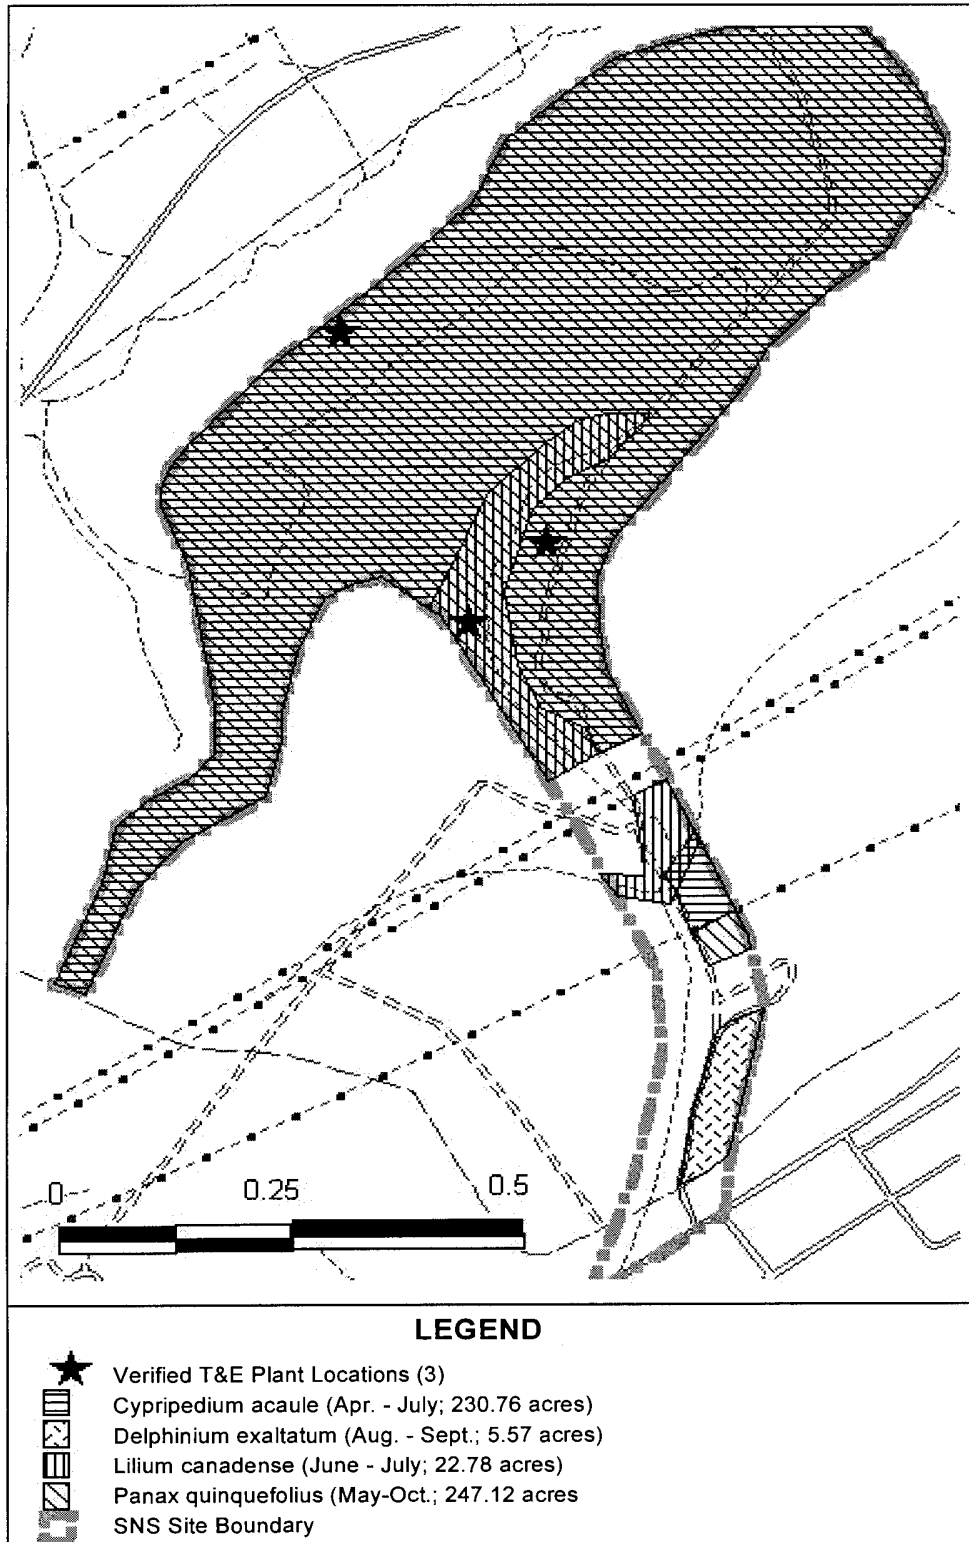 0 0.25 0.5
LEGEND
Verified T&E Plant Locations (3)
Cypripedium acaule (Apr. - July; 230.76 acres)
Delphinium exaltatum (Aug. - Sept.; 5.57 acres)
Lilium canadense (June - July; 22.78 acres)
Panax quinquefolius (May-Oct.; 247.12 acres
SNS Site Boundary